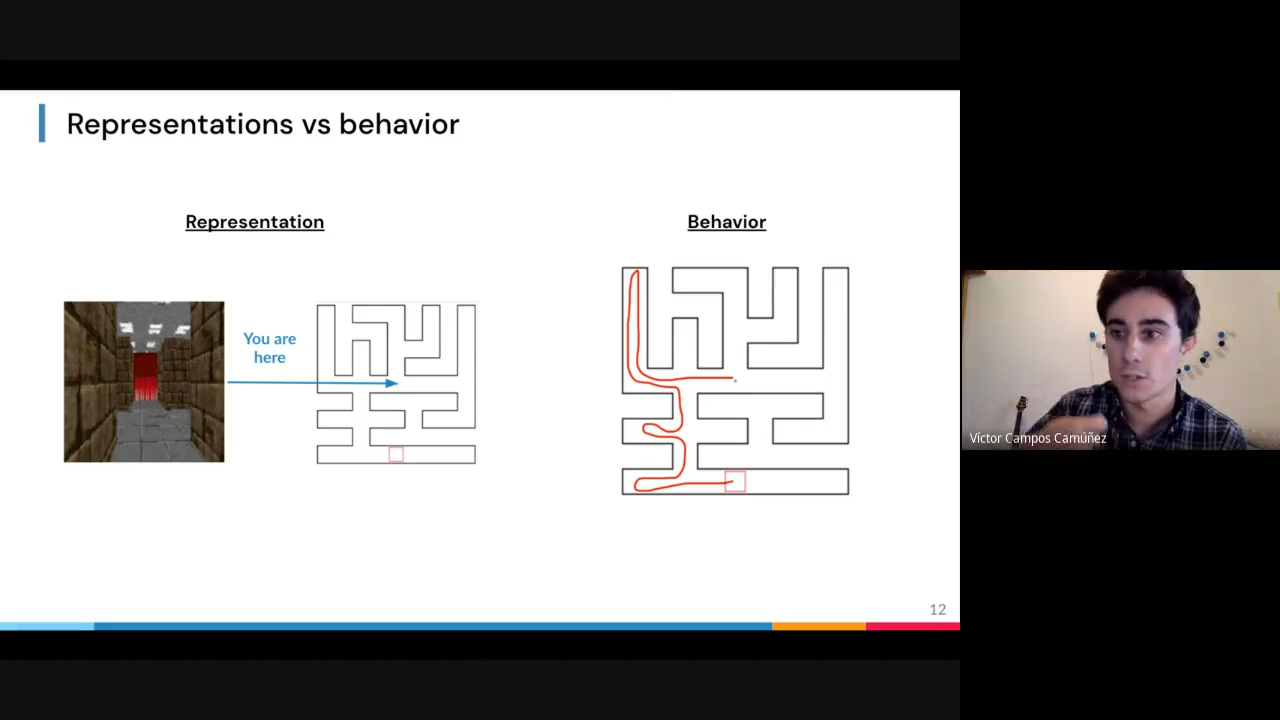 Representations vs behavior
Representation
Behavior
You are
here
Víctor Campos Camúñez
12